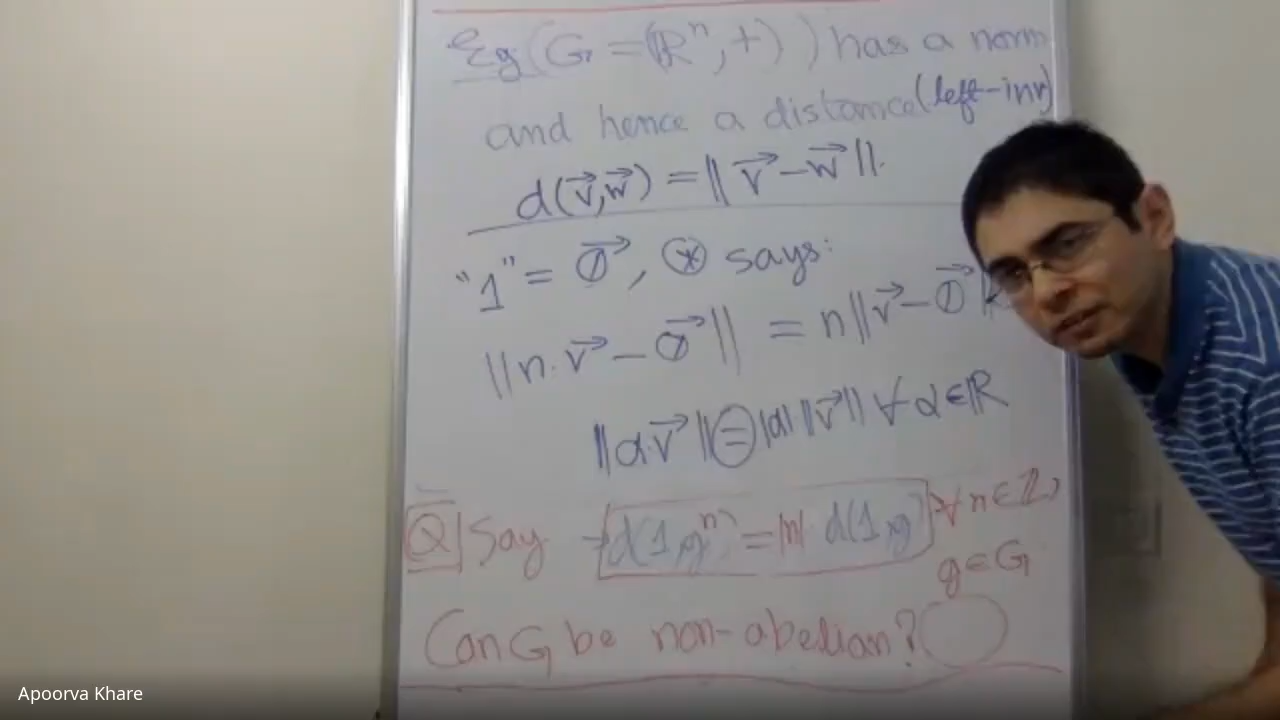 Eg (G = (ℝⁿ, +)) has a norm
and hence a distance (left-inv)
d(v⃗, w⃗) = ||v⃗ − w⃗||.
"1" = 0⃗, ⊛ says:
||n.v⃗ − 0⃗|| = n||v⃗ − 0⃗||
||α.v⃗|| = |α| ||v⃗|| ∀ α ∈ ℝ
Q| Say d(1, gⁿ) = |n| d(1, g) ∀ n ∈ ℤ,
g ∈ G
Can G be non-abelian?
Apoorva Khare